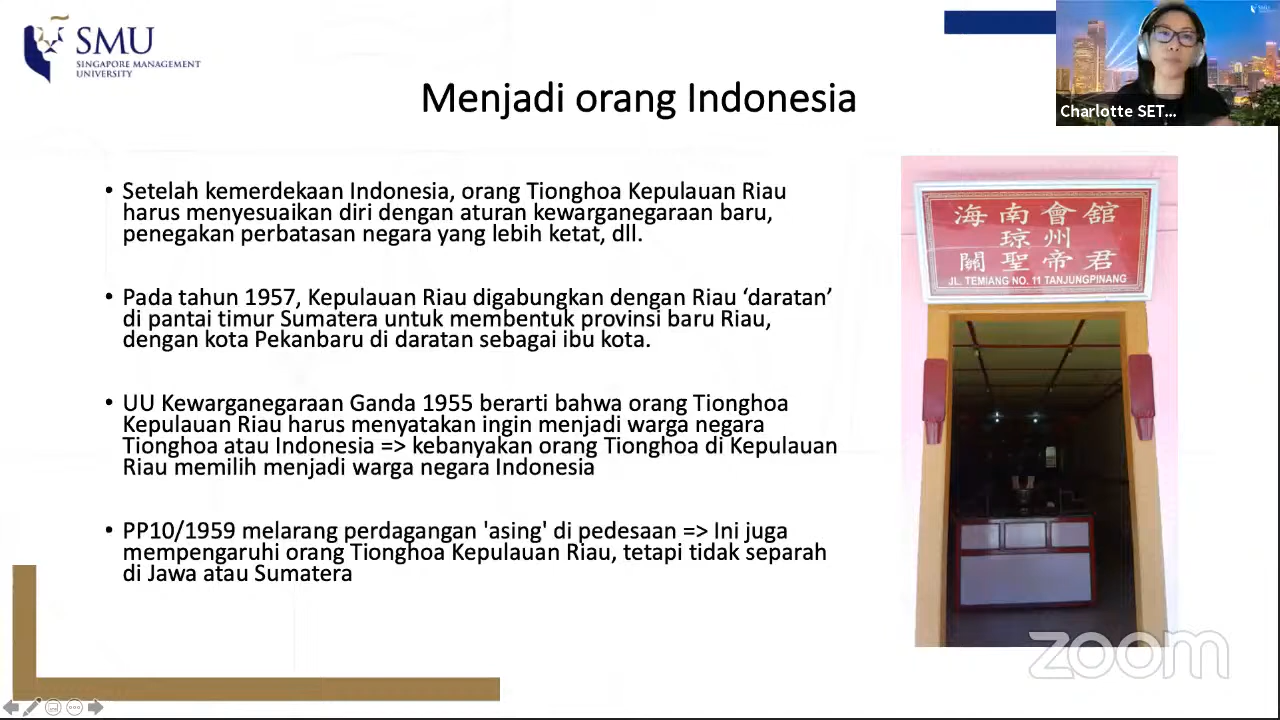 SMU
SINGAPORE MANAGEMENT
UNIVERSITY
Menjadi orang Indonesia
Charlotte SET...
• Setelah kemerdekaan Indonesia, orang Tionghoa Kepulauan Riau
harus menyesuaikan diri dengan aturan kewarganegaraan baru,
penegakan perbatasan negara yang lebih ketat, dll.
• Pada tahun 1957, Kepulauan Riau digabungkan dengan Riau ‘daratan’
di pantai timur Sumatera untuk membentuk provinsi baru Riau,
dengan kota Pekanbaru di daratan sebagai ibu kota.
• UU Kewarganegaraan Ganda 1955 berarti bahwa orang Tionghoa
Kepulauan Riau harus menyatakan ingin menjadi warga negara
Tionghoa atau Indonesia => kebanyakan orang Tionghoa di Kepulauan
Riau memilih menjadi warga negara Indonesia
• PP10/1959 melarang perdagangan 'asing' di pedesaan => Ini juga
mempengaruhi orang Tionghoa Kepulauan Riau, tetapi tidak separah
di Jawa atau Sumatera
海南會舘
琼州
關聖帝君
JL. TEMIANG NO. 11 TANJUNGPINANG
zoom